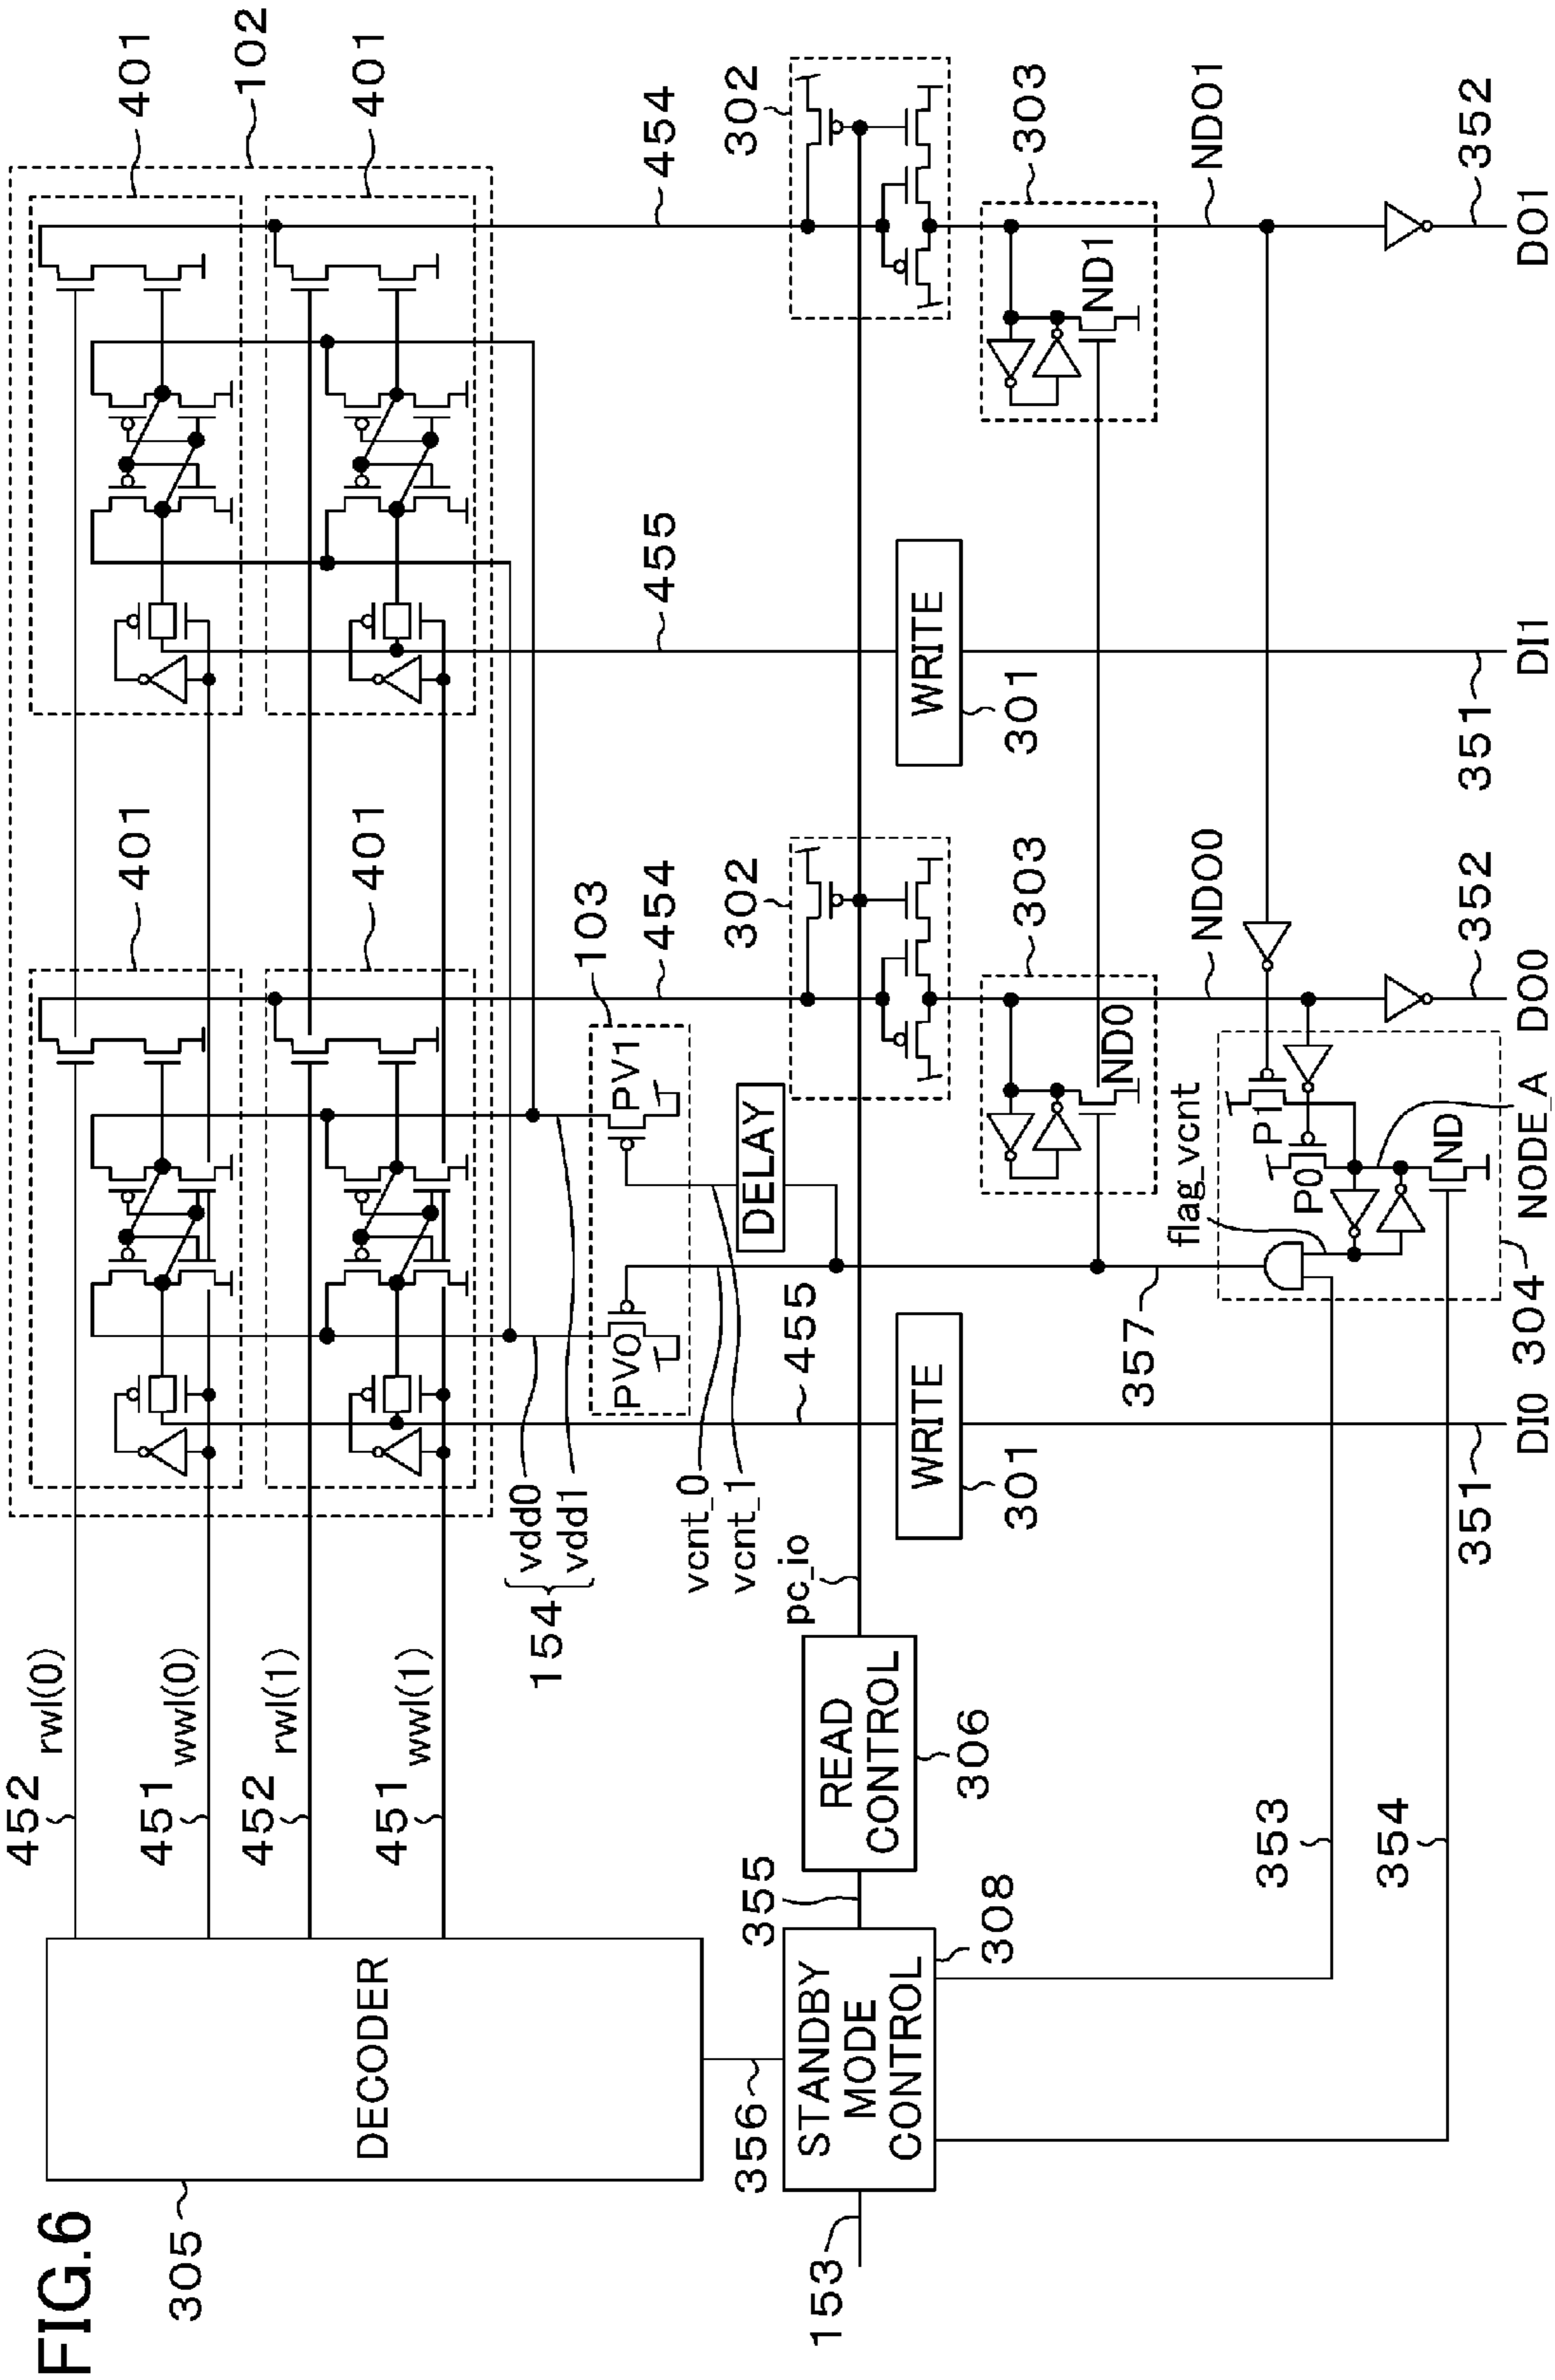 FIG.6
305
DECODER
452
rwl(0)
451
wwl(0)
452
rwl(1)
451
wwl(1)
401
401
401
102
401
154
vdd0
vdd1
vcnt_0
vcnt_1
103
PV0
PV1
DELAY
454
455
454
455
153
356
STANDBY
MODE
CONTROL
308
355
READ
CONTROL
306
pc_io
302
302
WRITE
301
WRITE
301
303
ND0
303
ND1
353
354
357
flag_vcnt
P1
P0
ND
NODE_A
304
NDO0
NDO1
351
DI0
352
DO0
351
DI1
352
DO1